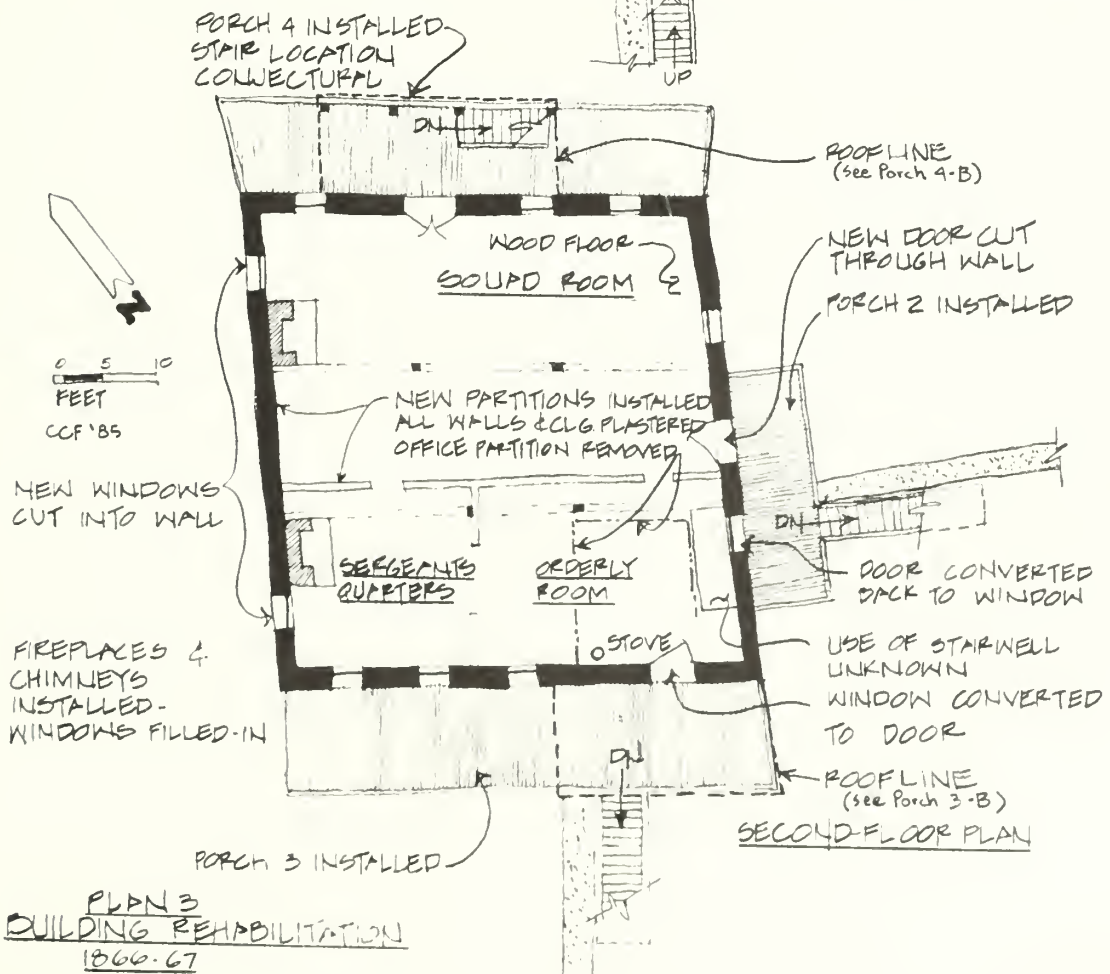 PORCH 4 INSTALLED
STAIR LOCATION
CONJECTURAL
UP
DN
ROOFLINE
(see Porch 4-B)
WOOD FLOOR
SQUAD ROOM
NEW DOOR CUT
THROUGH WALL
PORCH 2 INSTALLED
N
0 5 10
FEET
CCF '85
NEW PARTITIONS INSTALLED
ALL WALLS & CLG. PLASTERED
OFFICE PARTITION REMOVED
NEW WINDOWS
CUT INTO WALL
DN
SERGEANTS
QUARTERS
ORDERLY
ROOM
DOOR CONVERTED
BACK TO WINDOW
STOVE
USE OF STAIRWELL
UNKNOWN
FIREPLACES &
CHIMNEYS
INSTALLED-
WINDOWS FILLED-IN
WINDOW CONVERTED
TO DOOR
DN
ROOFLINE
(see Porch 3-B)
SECOND-FLOOR PLAN
PORCH 3 INSTALLED
PLAN 3
BUILDING REHABILITATION
1866-67